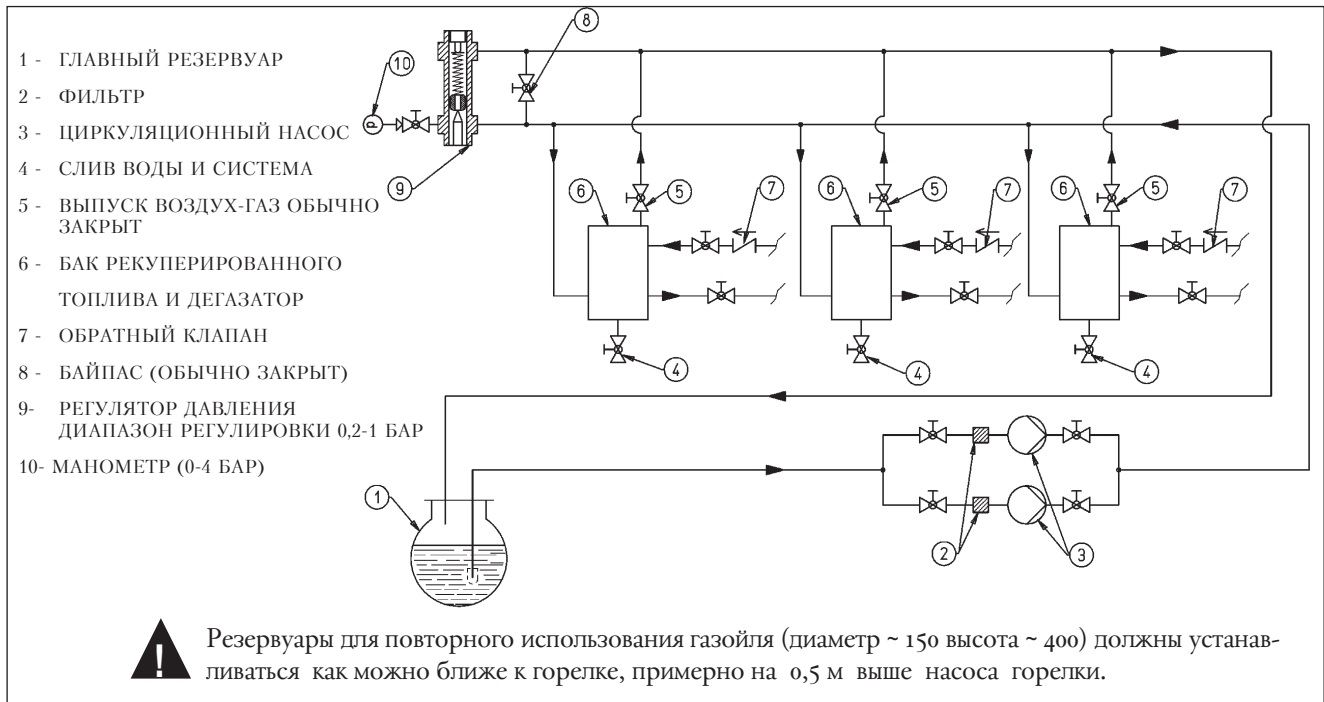 1 - ГЛАВНЫЙ РЕЗЕРВУАР
2 - ФИЛЬТР
3 - ЦИРКУЛЯЦИОННЫЙ НАСОС
4 - СЛИВ ВОДЫ И СИСТЕМА
5 - ВЫПУСК ВОЗДУХ-ГАЗ ОБЫЧНО
ЗАКРЫТ
6 - БАК РЕКУПЕРИРОВАННОГО
ТОПЛИВА И ДЕГАЗАТОР
7 - ОБРАТНЫЙ КЛАПАН
8 - БАЙПАС (ОБЫЧНО ЗАКРЫТ)
9- РЕГУЛЯТОР ДАВЛЕНИЯ
ДИАПАЗОН РЕГУЛИРОВКИ 0,2-1 БАР
10- МАНОМЕТР (0-4 БАР)
8
10
p
9
6
5
7
6
5
7
6
5
7
4
4
4
1
2
3
! Резервуары для повторного использования газойля (диаметр ~ 150 высота ~ 400) должны устанав-
ливаться как можно ближе к горелке, примерно на 0,5 м выше насоса горелки.